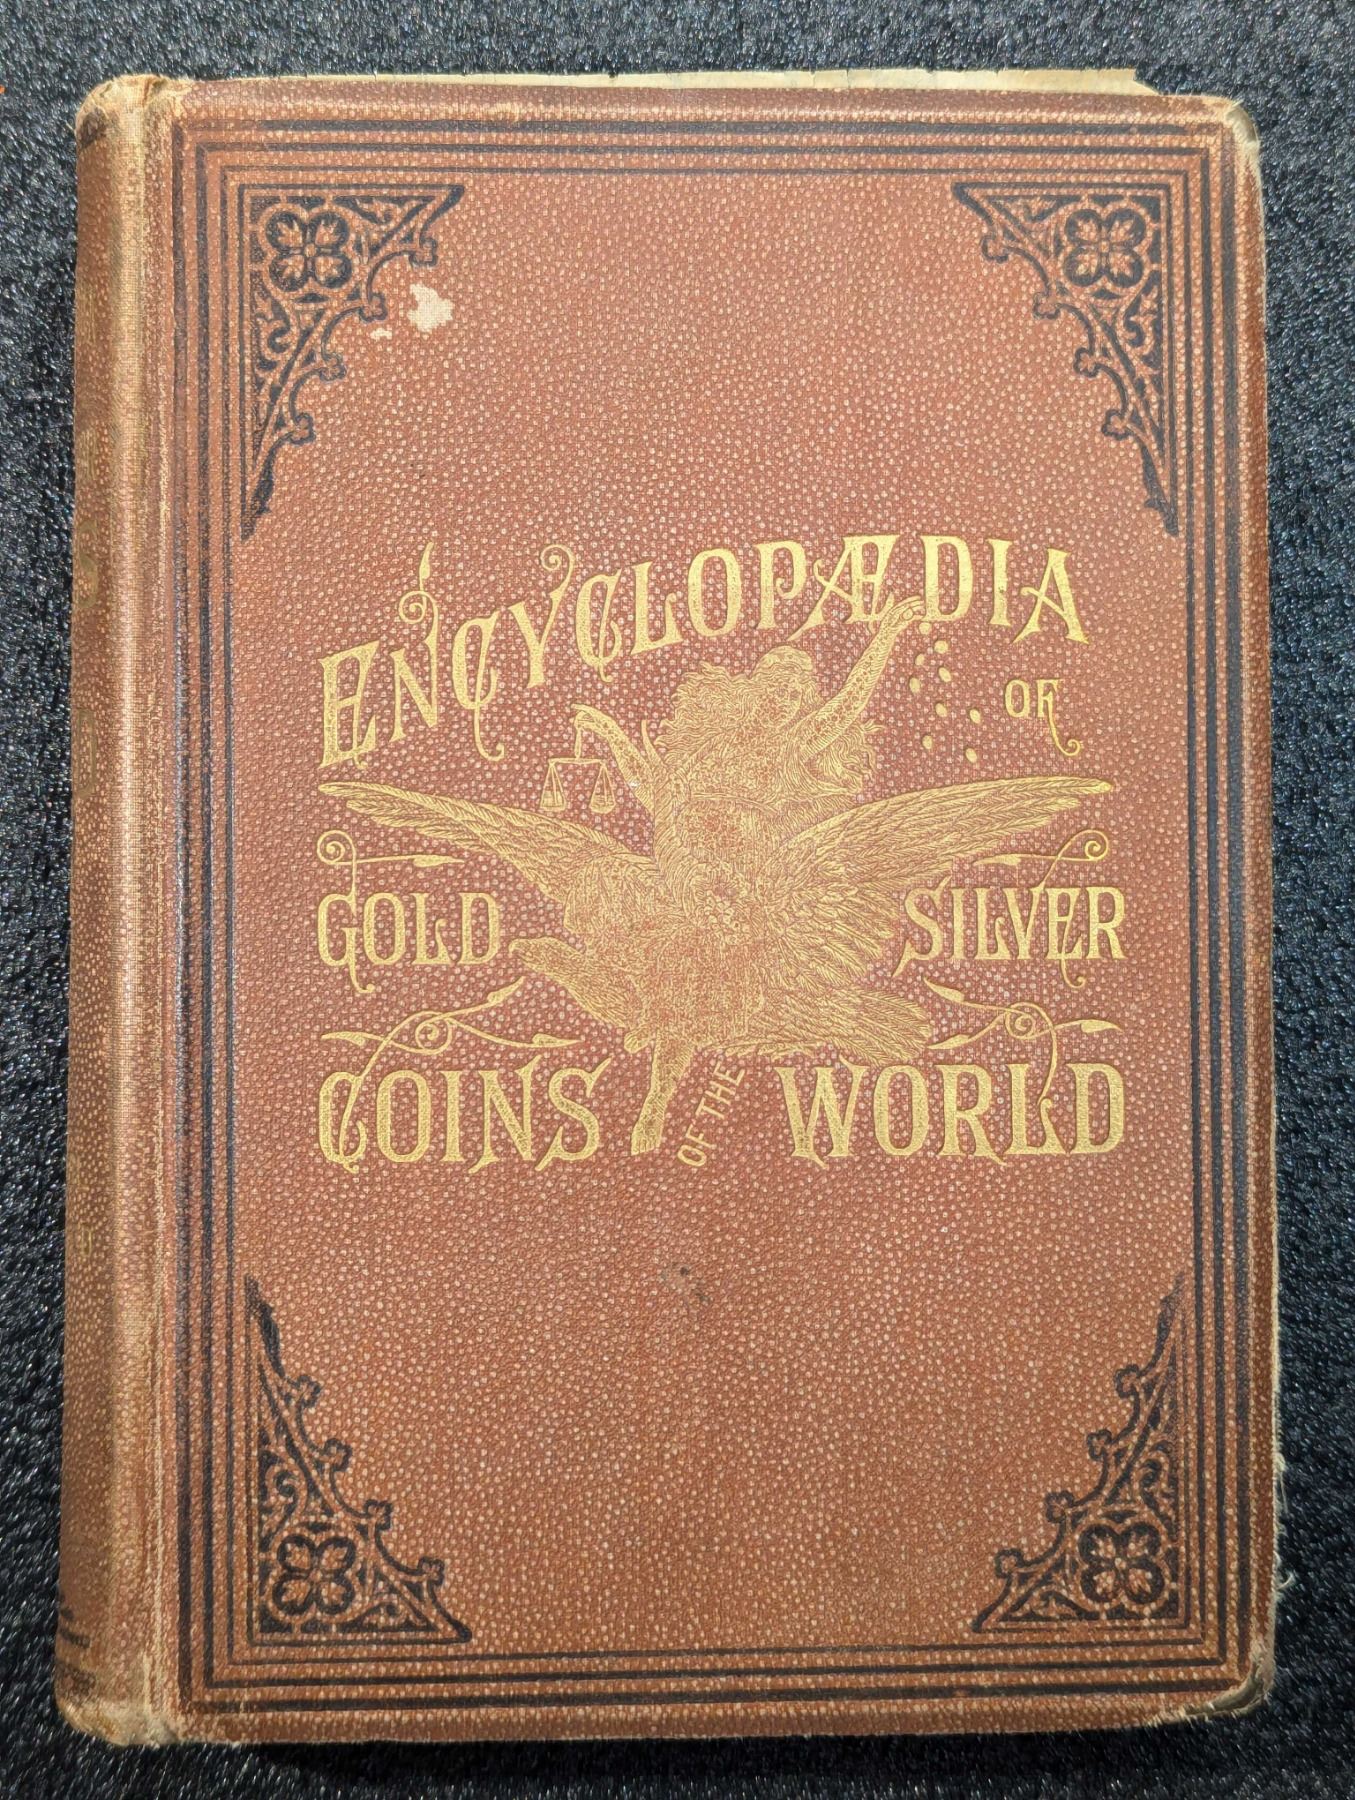 ENCYCLOPÆDIA
OF
GOLD SILVER
COINS OF THE WORLD